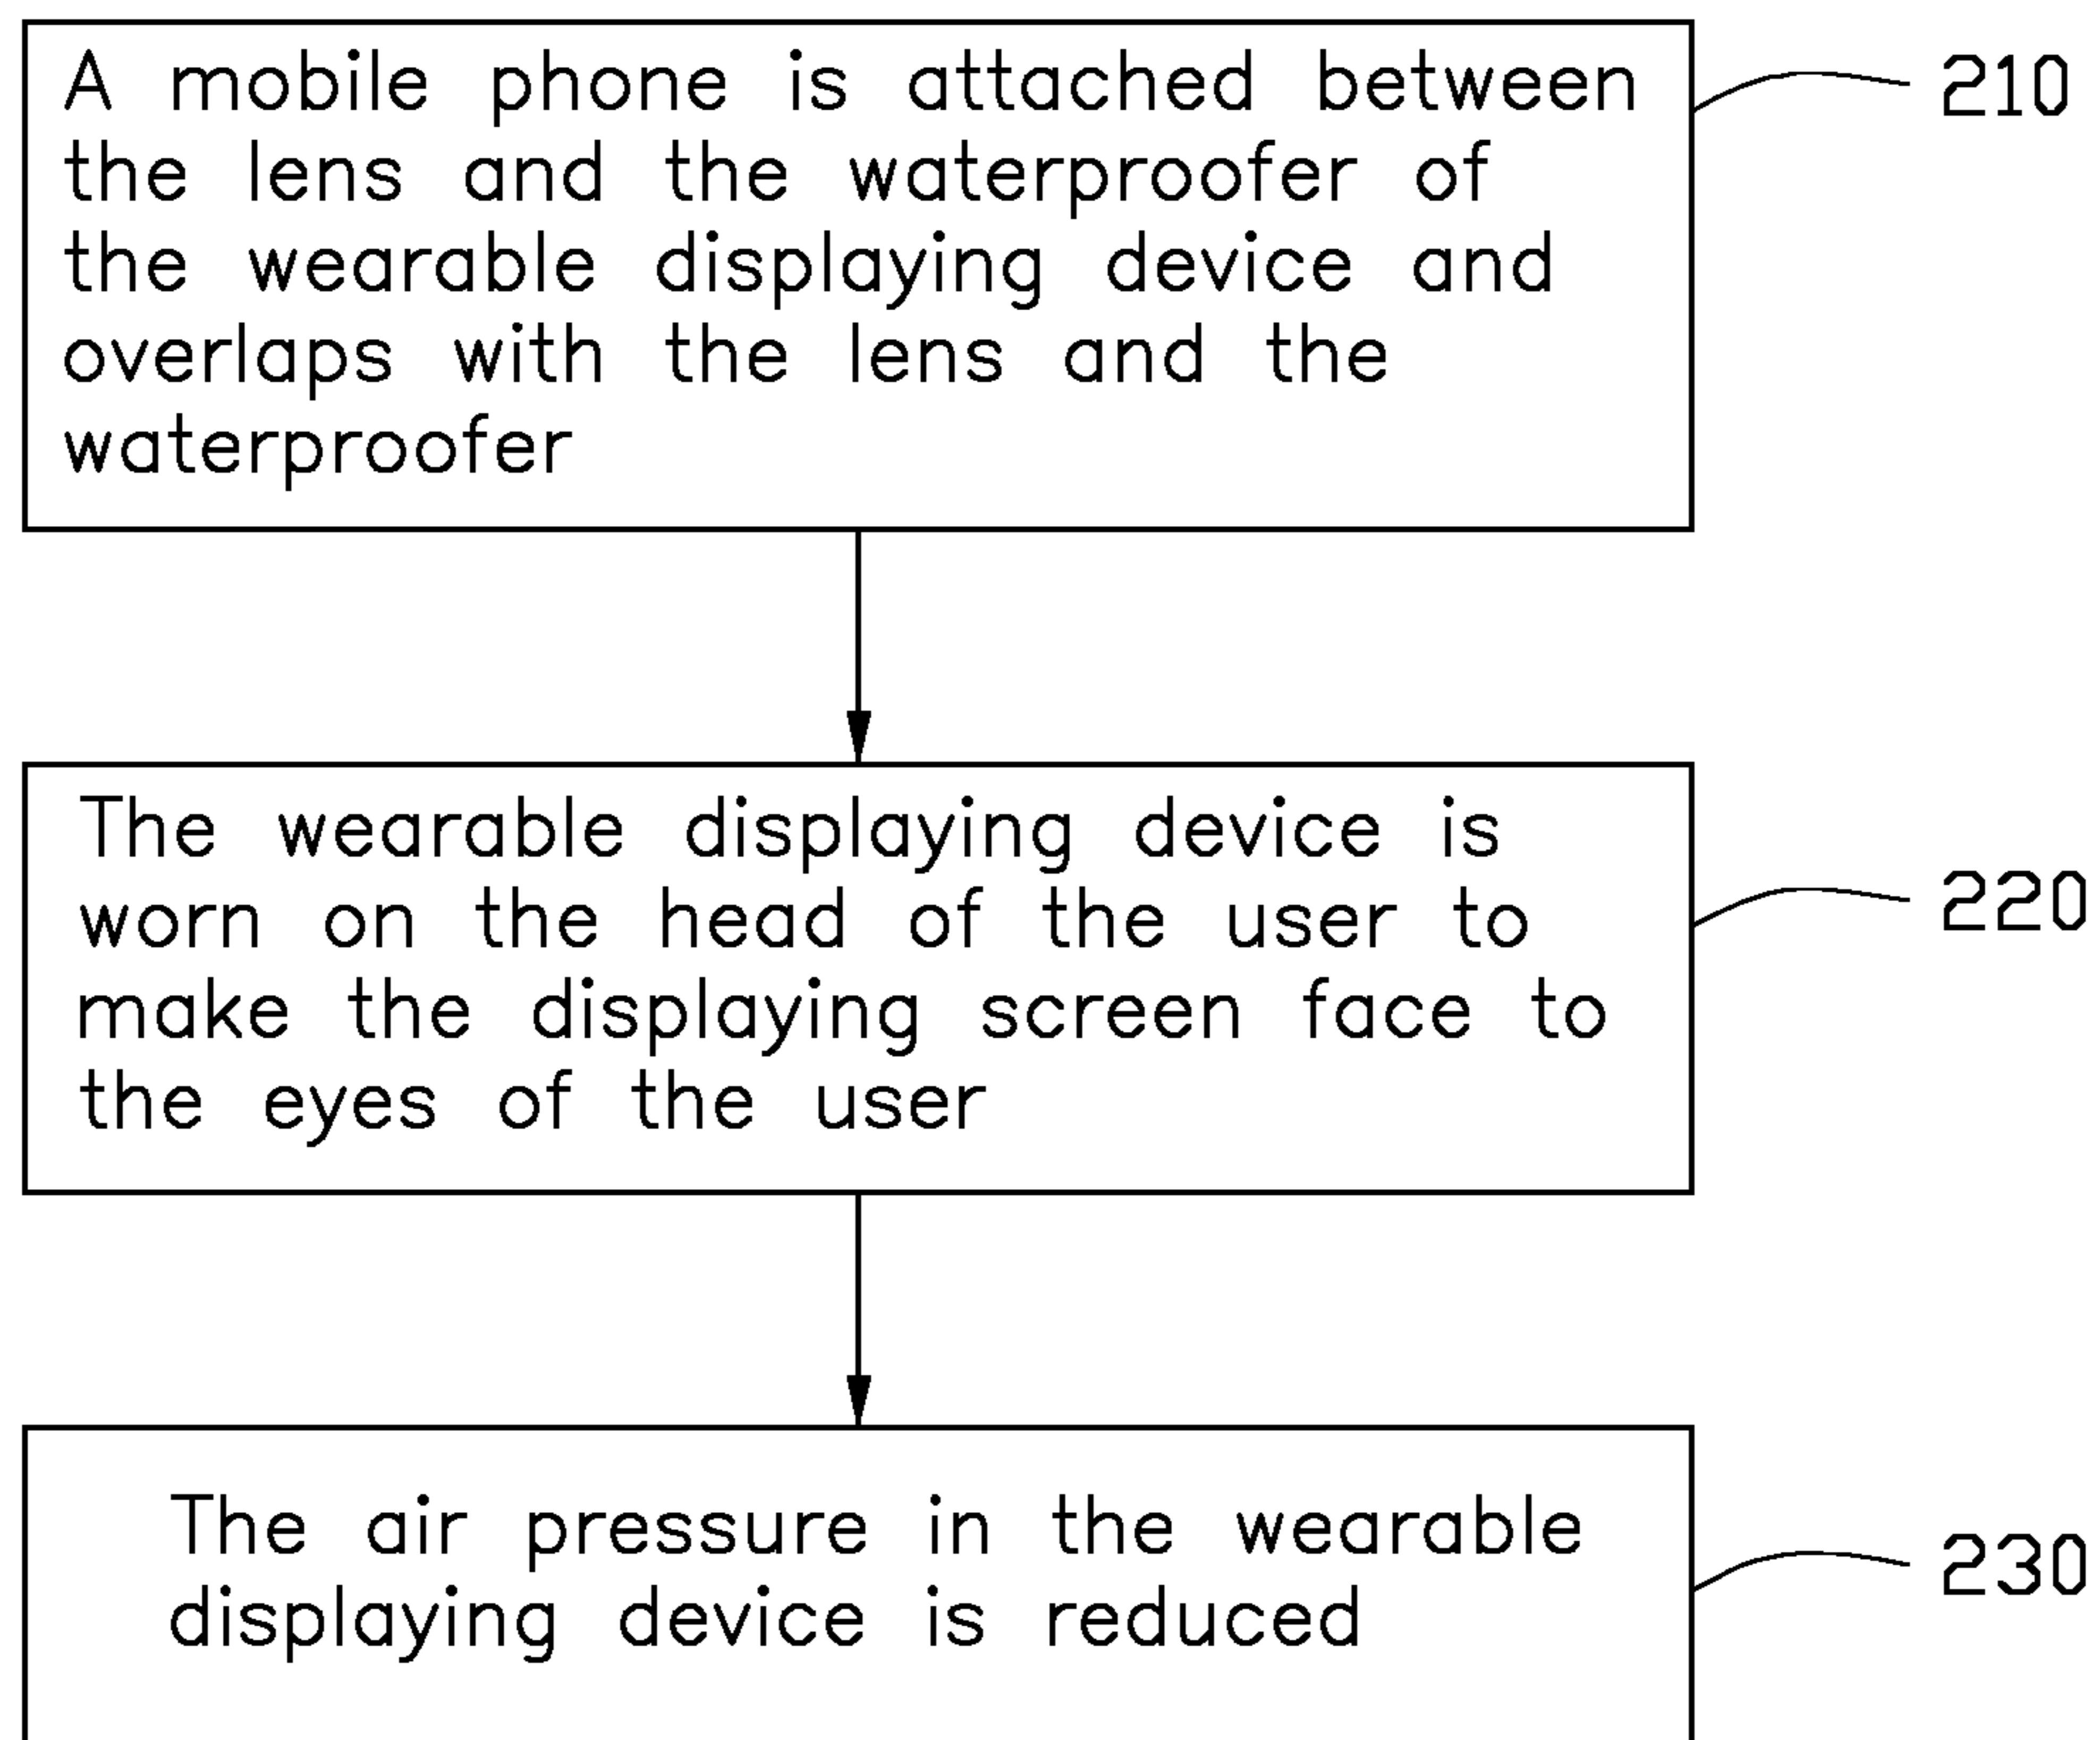 A mobile phone is attached between
210
the lens and the waterproofer of
the wearable displaying device and
overlaps with the lens and the
waterproofer
The wearable displaying device is
220
worn on the head of the user to
make the displaying screen face to
the eyes of the user
The air pressure in the wearable
230
displaying device is reduced